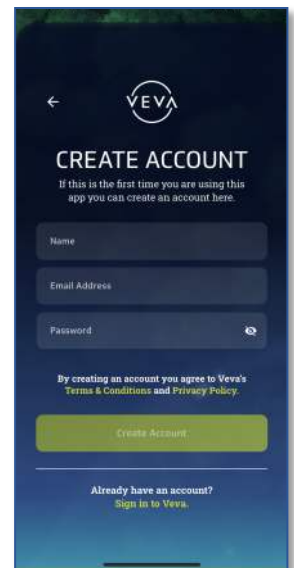 VEVA
CREATE ACCOUNT
If this is the first time you are using this
app you can create an account here.
Name
Email Address
Password
By creating an account you agree to Veva's
Terms & Conditions and Privacy Policy.
Create Account
Already have an account?
Sign in to Veva.